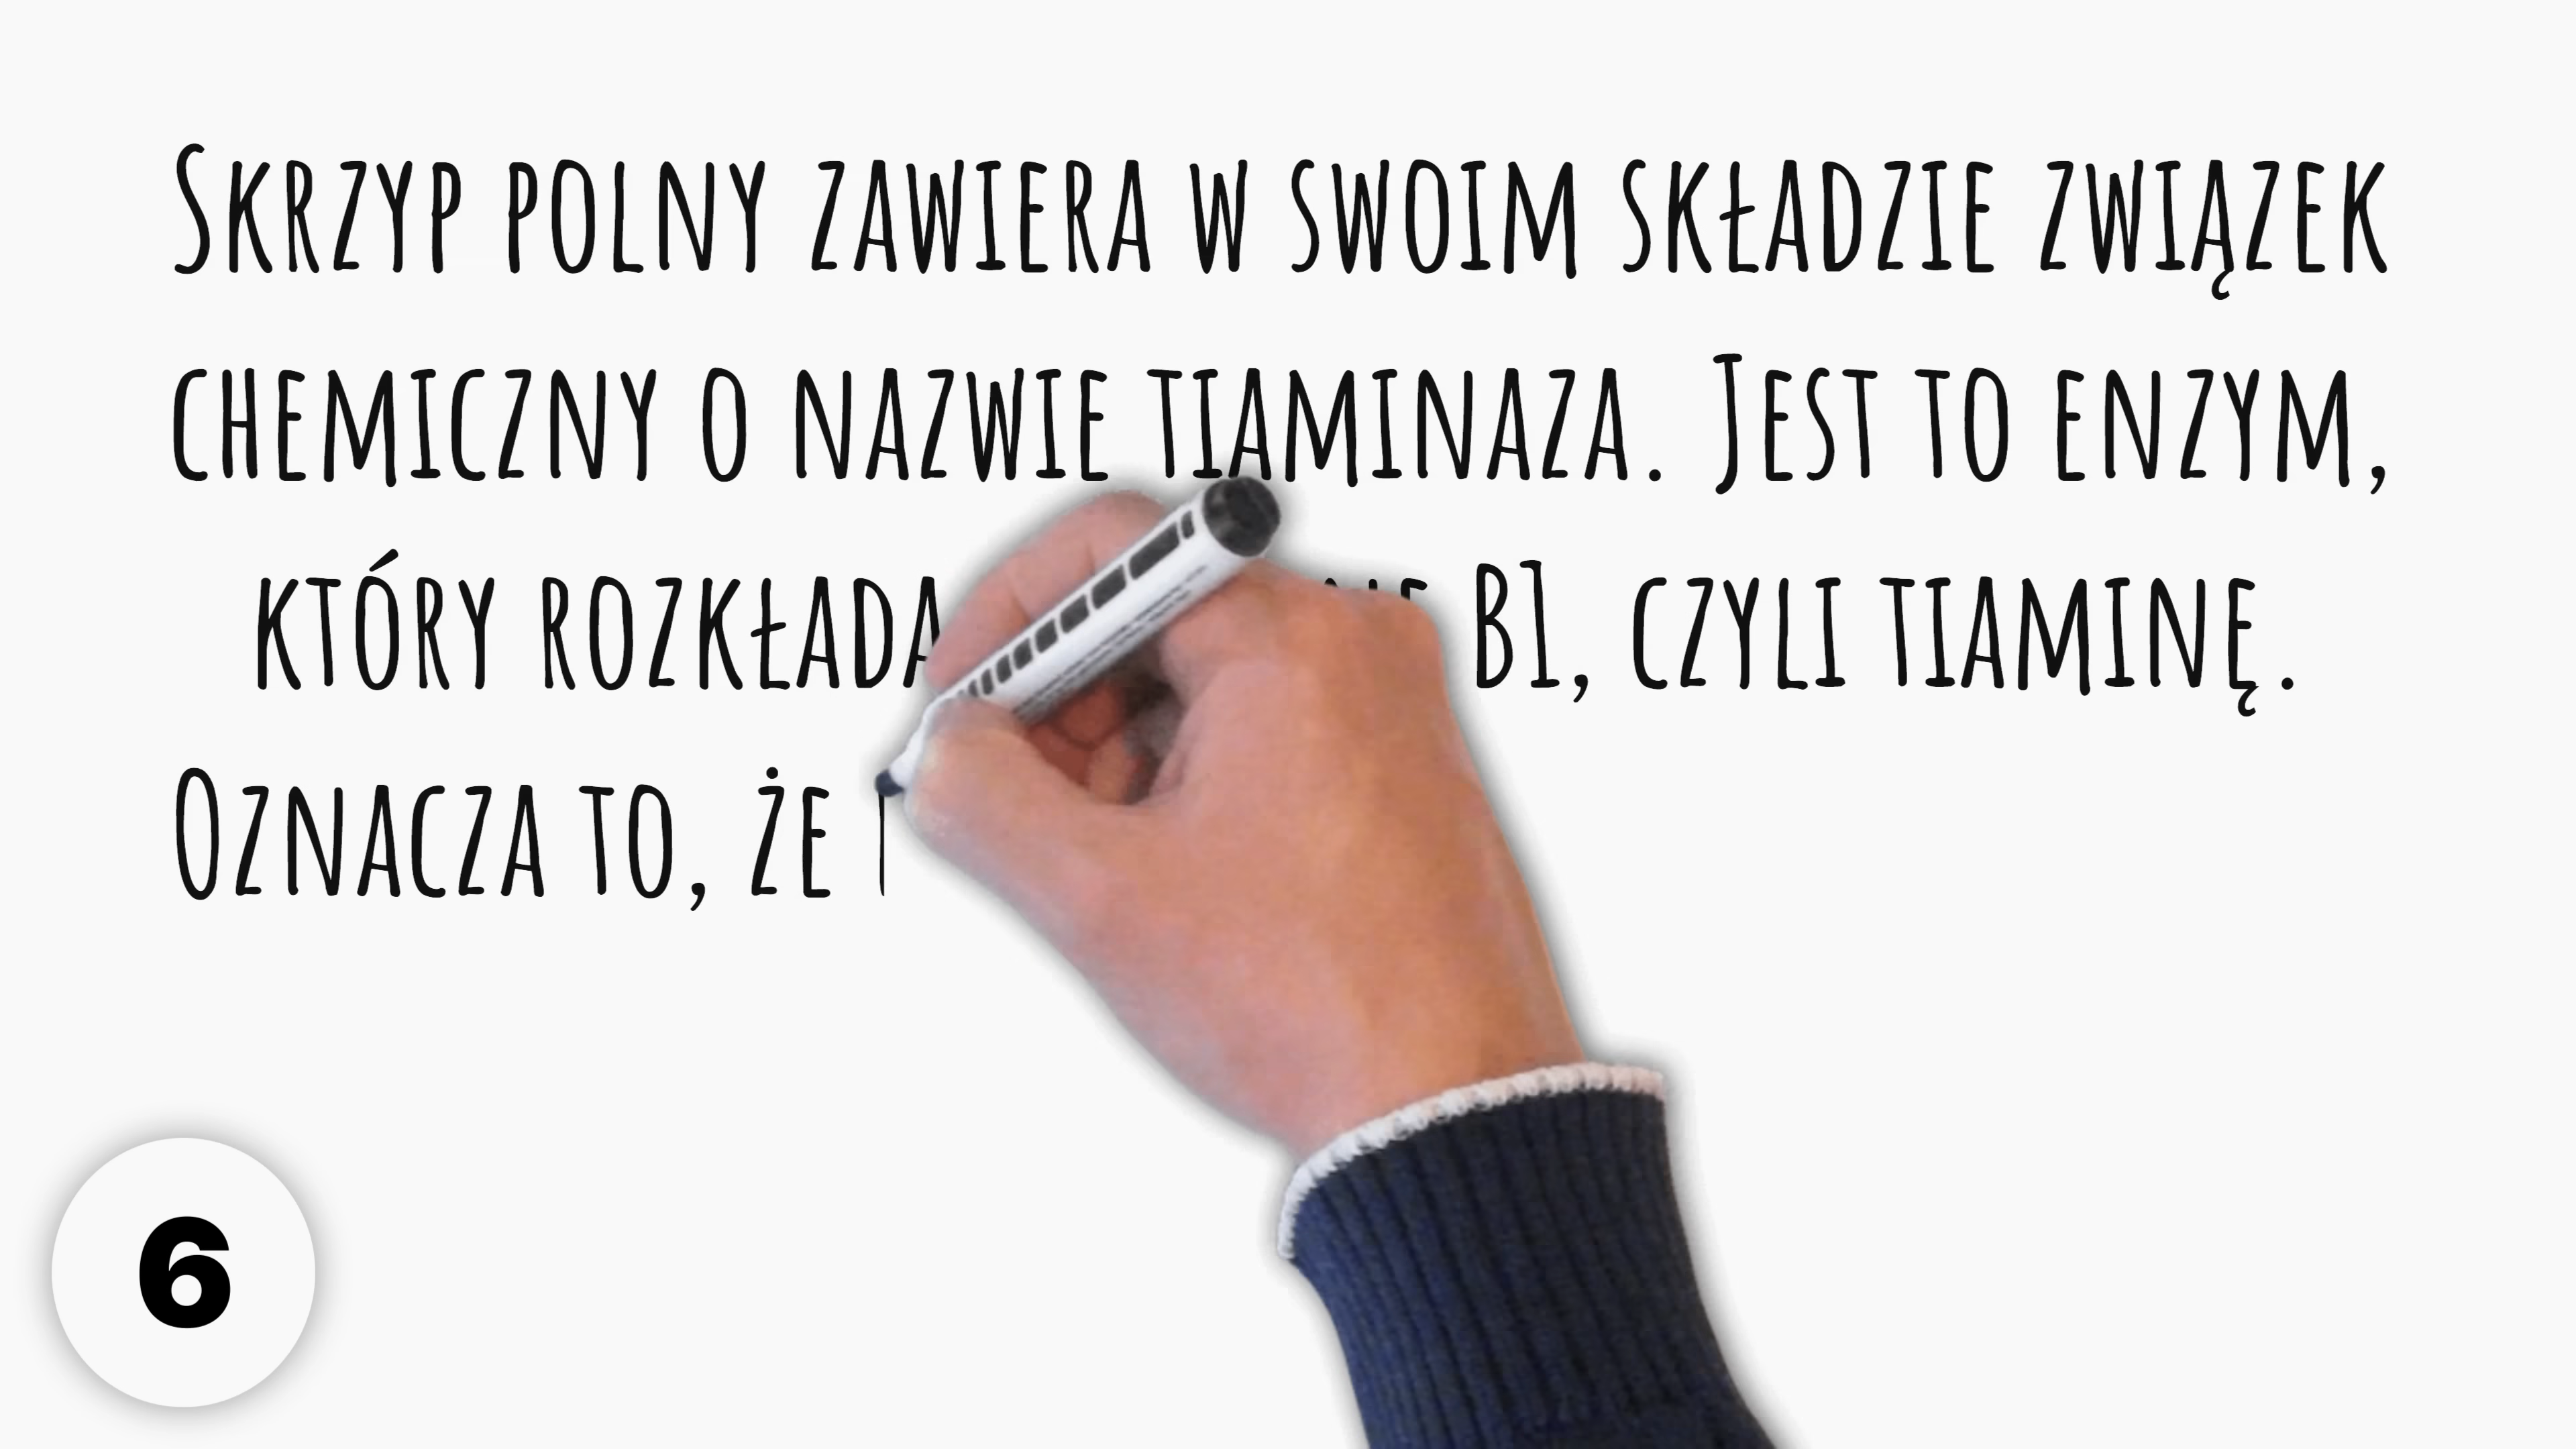 Skrzyp polny zawiera w swoim składzie związek
chemiczny o nazwie tiaminaza. Jest to enzym,
który rozkłada B1, czyli tiaminę.
Oznacza to, że
6